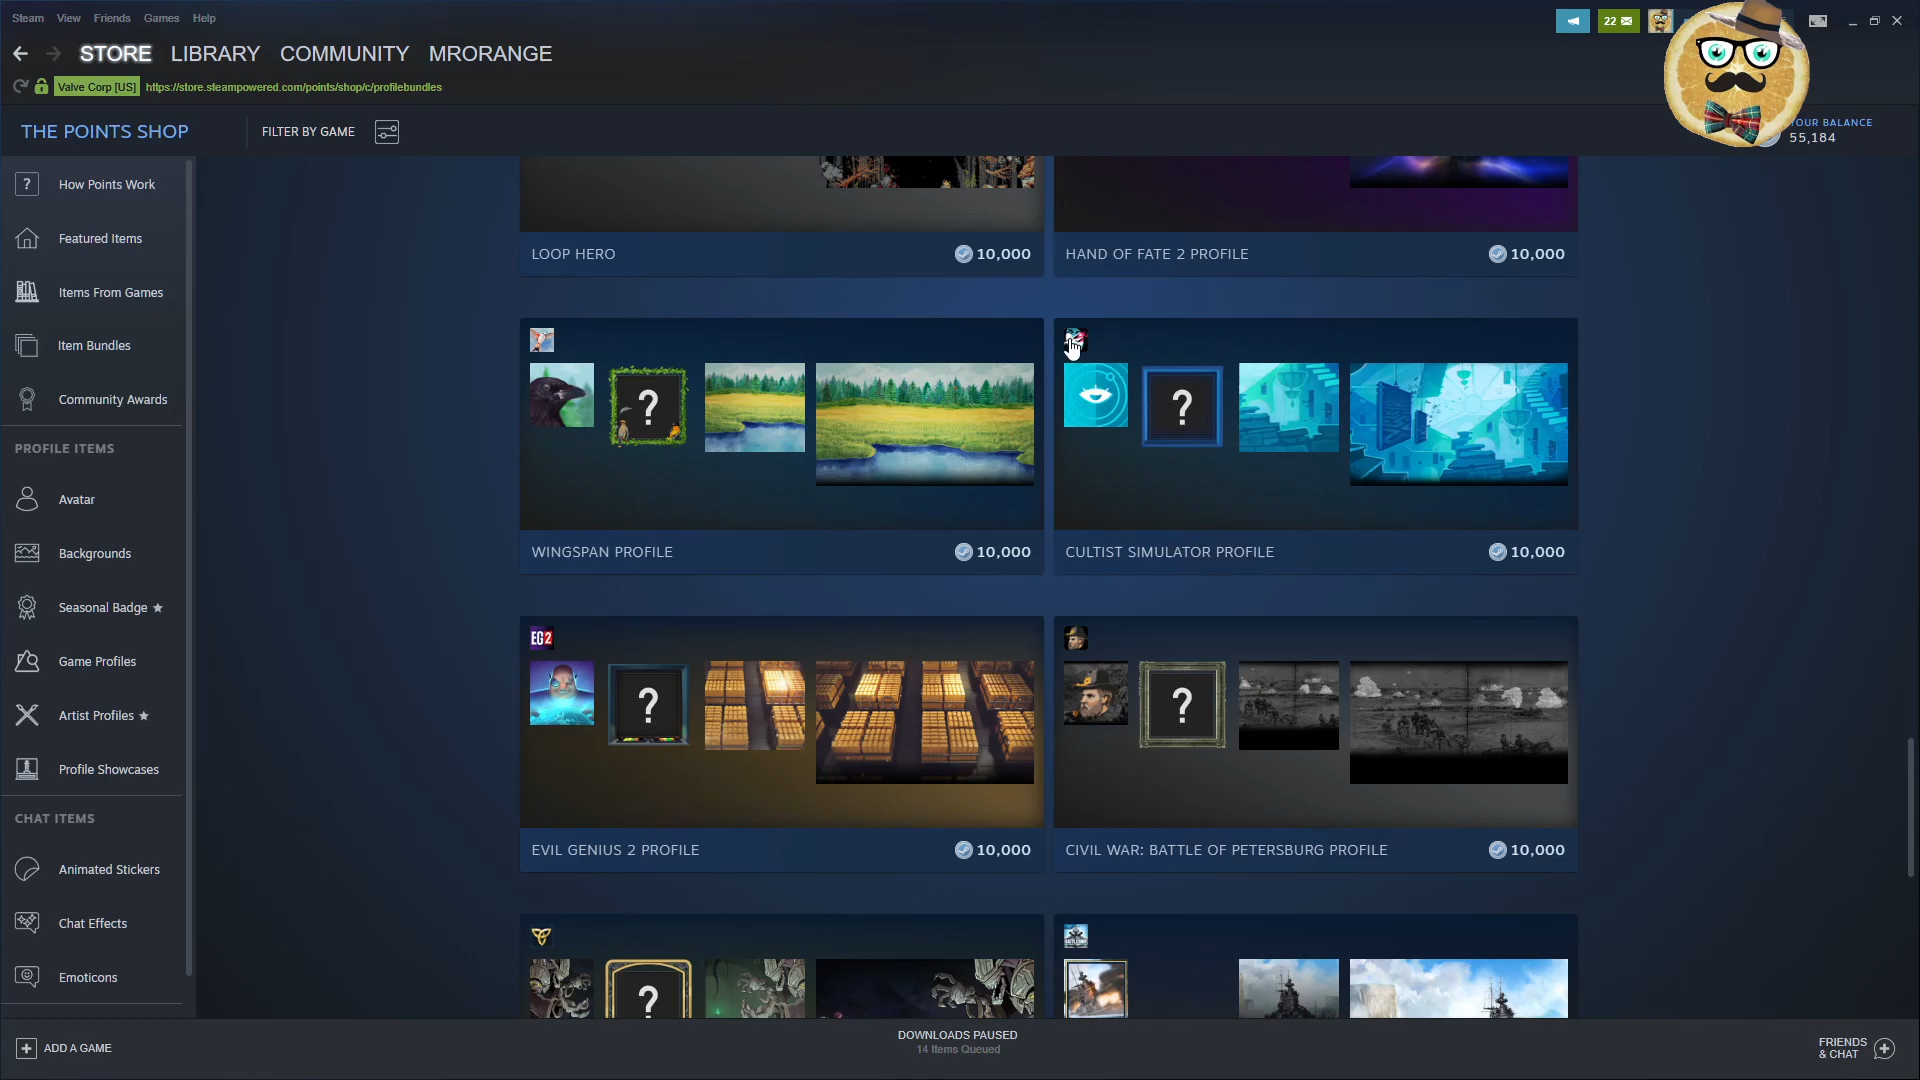 Steam View Friends Games Help
22
STORE LIBRARY COMMUNITY MRORANGE
Valve Corp [US] https://store.steampowered.com/points/shop/c/profilebundles
THE POINTS SHOP
FILTER BY GAME
YOUR BALANCE
55,184
? How Points Work
Featured Items
Items From Games
Item Bundles
Community Awards
PROFILE ITEMS
Avatar
Backgrounds
Seasonal Badge
Game Profiles
Artist Profiles
Profile Showcases
CHAT ITEMS
Animated Stickers
Chat Effects
Emoticons
LOOP HERO 10,000
HAND OF FATE 2 PROFILE 10,000
?
WINGSPAN PROFILE 10,000
?
CULTIST SIMULATOR PROFILE 10,000
EG2
?
EVIL GENIUS 2 PROFILE 10,000
?
CIVIL WAR: BATTLE OF PETERSBURG PROFILE 10,000
?
ADD A GAME
DOWNLOADS PAUSED
14 Items Queued
FRIENDS
& CHAT